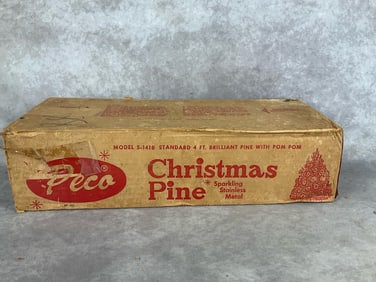 MODEL S-1418 STANDARD 4 FT. BRILLIANT PINE WITH POM POM
Peco®
Christmas
Pine
Sparkling
Stainless
Metal